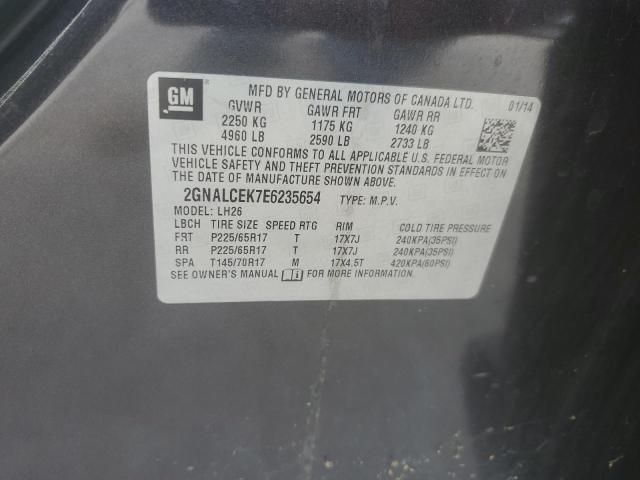 GM
MFD BY GENERAL MOTORS OF CANADA LTD. 01/14
GVWR GAWR FRT GAWR RR
2250 KG 1175 KG 1240 KG
4960 LB 2590 LB 2733 LB
THIS VEHICLE CONFORMS TO ALL APPLICABLE U.S. FEDERAL MOTOR
VEHICLE SAFETY AND THEFT PREVENTION STANDARDS IN EFFECT ON
THE DATE OF MANUFACTURE SHOWN ABOVE.
2GNALCEK7E6235654 TYPE: M.P.V.
MODEL: LH26
LBCH TIRE SIZE SPEED RTG RIM COLD TIRE PRESSURE
FRT P225/65R17 T 17X7J 240KPA(35PSI)
RR P225/65R17 T 17X7J 240KPA(35PSI)
SPA T145/70R17 M 17X4.5T 420KPA(60PSI)
SEE OWNER'S MANUAL i FOR MORE INFORMATION.